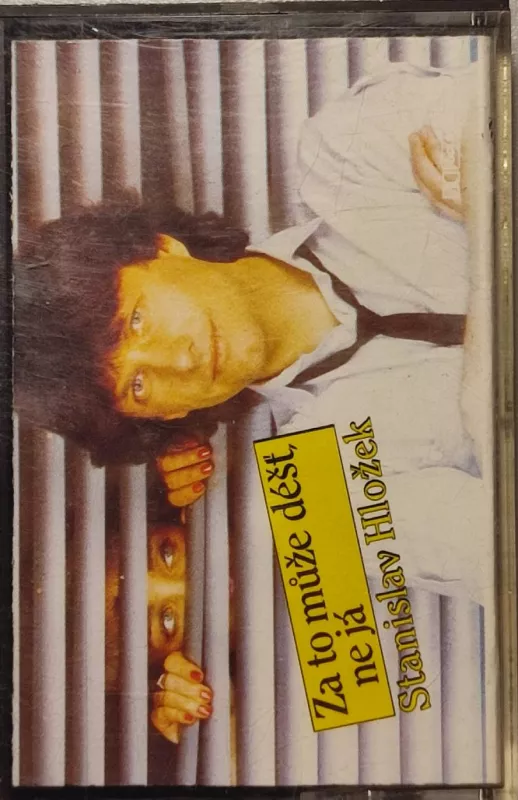 Za to může déšť,
ne já
Stanislav Hložek